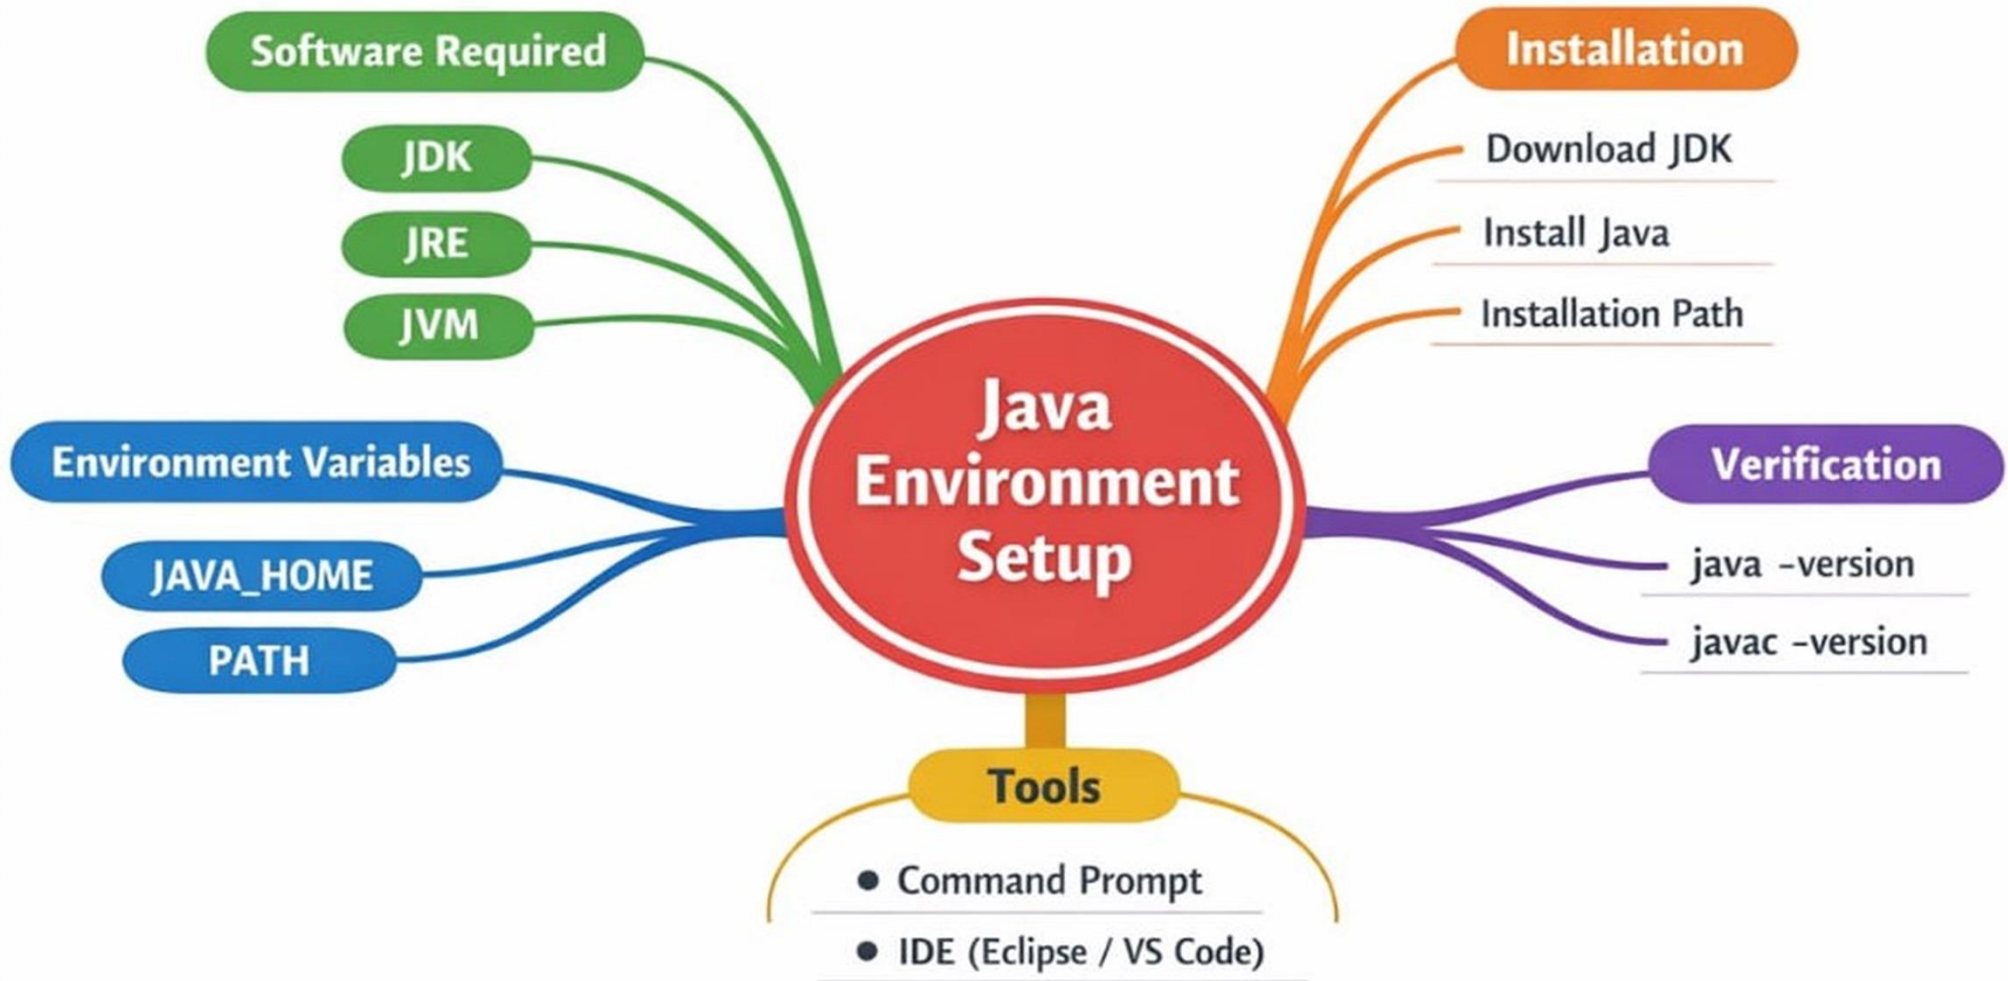 Software Required
JDK
JRE
JVM
Environment Variables
JAVA_HOME
PATH
Java
Environment
Setup
Installation
Download JDK
Install Java
Installation Path
Verification
java -version
javac -version
Tools
● Command Prompt
● IDE (Eclipse / VS Code)